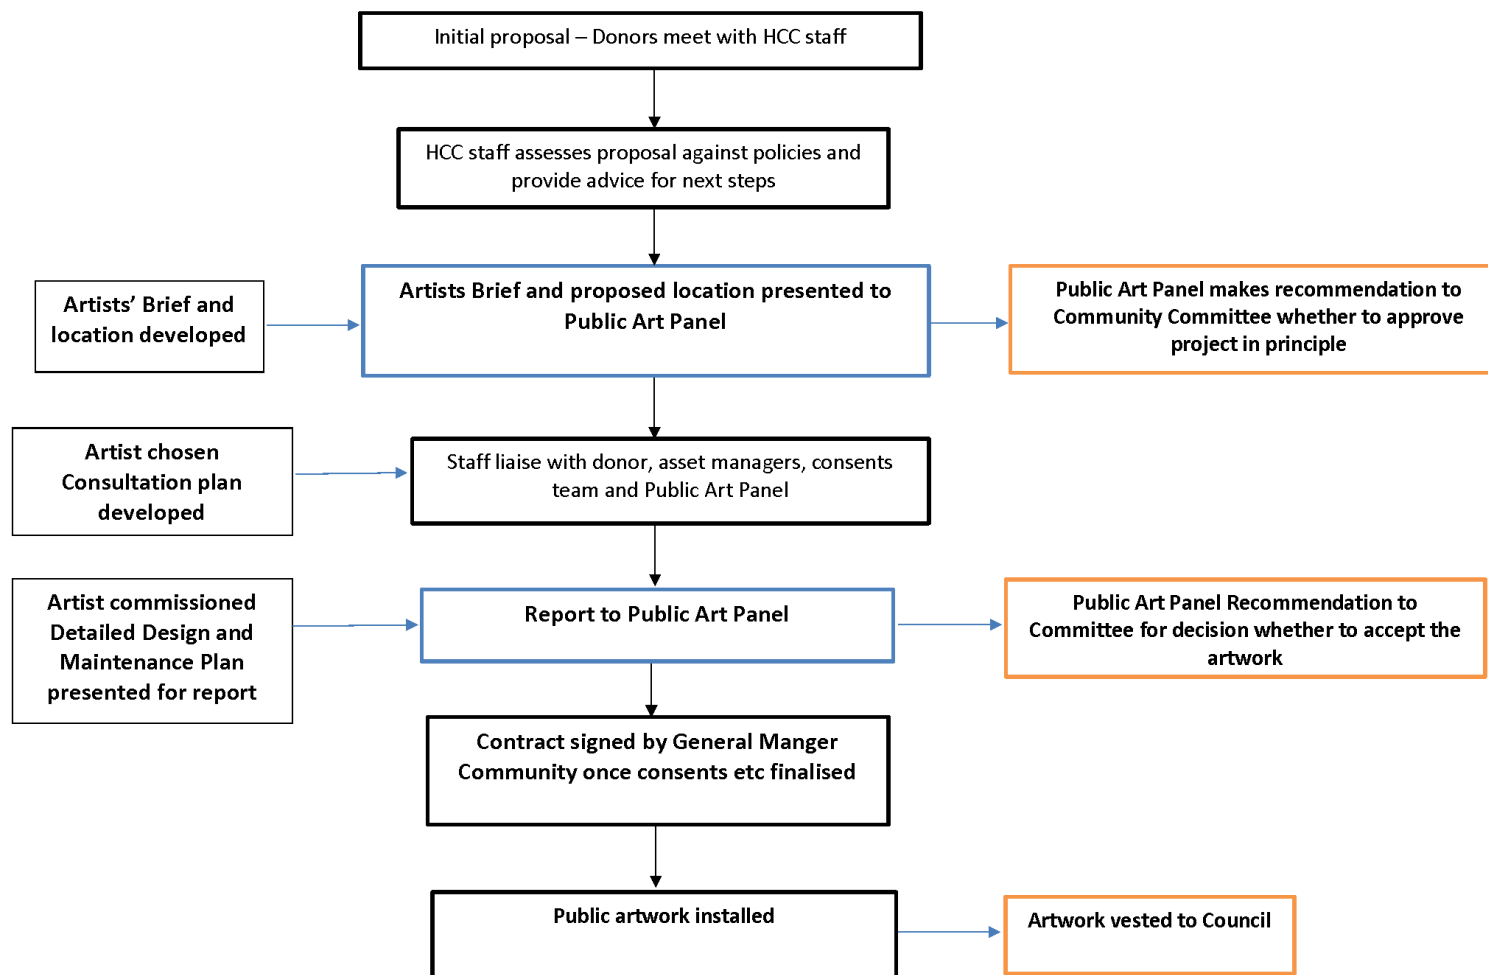 Initial proposal – Donors meet with HCC staff
HCC staff assesses proposal against policies and
provide advice for next steps
Artists' Brief and
location developed
Artists Brief and proposed location presented to
Public Art Panel
Public Art Panel makes recommendation to
Community Committee whether to approve
project in principle
Artist chosen
Consultation plan
developed
Staff liaise with donor, asset managers, consents
team and Public Art Panel
Artist commissioned
Detailed Design and
Maintenance Plan
presented for report
Report to Public Art Panel
Public Art Panel Recommendation to
Committee for decision whether to accept the
artwork
Contract signed by General Manger
Community once consents etc finalised
Public artwork installed
Artwork vested to Council